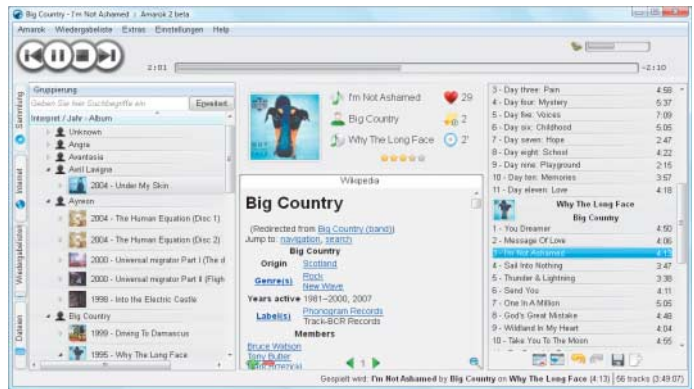 Big Country - I'm Not Ashamed :: Amarok 2 beta
Amarok Wiedergabeliste Extras Einstellungen Help
2:01
-2:10
Sammlung
Internet
Wiedergabelisten
Dateien
Gruppierung
Geben Sie hier Suchbegriffe ein
Erweitert
Interpret / Jahr - Album
Unknown
Angra
Avantasia
Avril Lavigne
2004 - Under My Skin
Ayreon
2004 - The Human Equation (Disc 1)
2004 - The Human Equation (Disc 2)
2000 - Universal migrator Part I (The d
2000 - Universal migrator Part II (Fligh
1998 - Into the Electric Castle
Big Country
1999 - Driving To Damascus
1995 - Why The Long Face
I'm Not Ashamed 29
Big Country 2
Why The Long Face 2'
Wikipedia
Big Country
(Redirected from Big Country (band))
Jump to: navigation, search
Big Country
Origin Scotland
Genre(s) Rock
New Wave
Years active 1981–2000, 2007
Label(s) Phonogram Records
Track-BCR Records
Members
Bruce Watson
Tony Butler
1
3 - Day three: Pain 4:58
4 - Day four: Mystery 5:37
5 - Day five: Voices 7:09
6 - Day six: Childhood 5:05
7 - Day seven: Hope 2:47
8 - Day eight: School 4:22
9 - Day nine: Playground 2:15
10 - Day ten: Memories 3:57
11 - Day eleven: Love 4:18
Why The Long Face
Big Country
1 - You Dreamer 4:50
2 - Message Of Love 4:06
3 - I'm Not Ashamed 4:13
4 - Sail Into Nothing 3:47
5 - Thunder & Lightning 3:38
6 - Send You 4:11
7 - One In A Million 5:05
8 - God's Great Mistake 4:48
9 - Wildland In My Heart 4:04
10 - Take You To The Moon 4:55
Gespielt wird: I'm Not Ashamed by Big Country on Why The Long Face (4:13) 56 tracks (3:49:07)